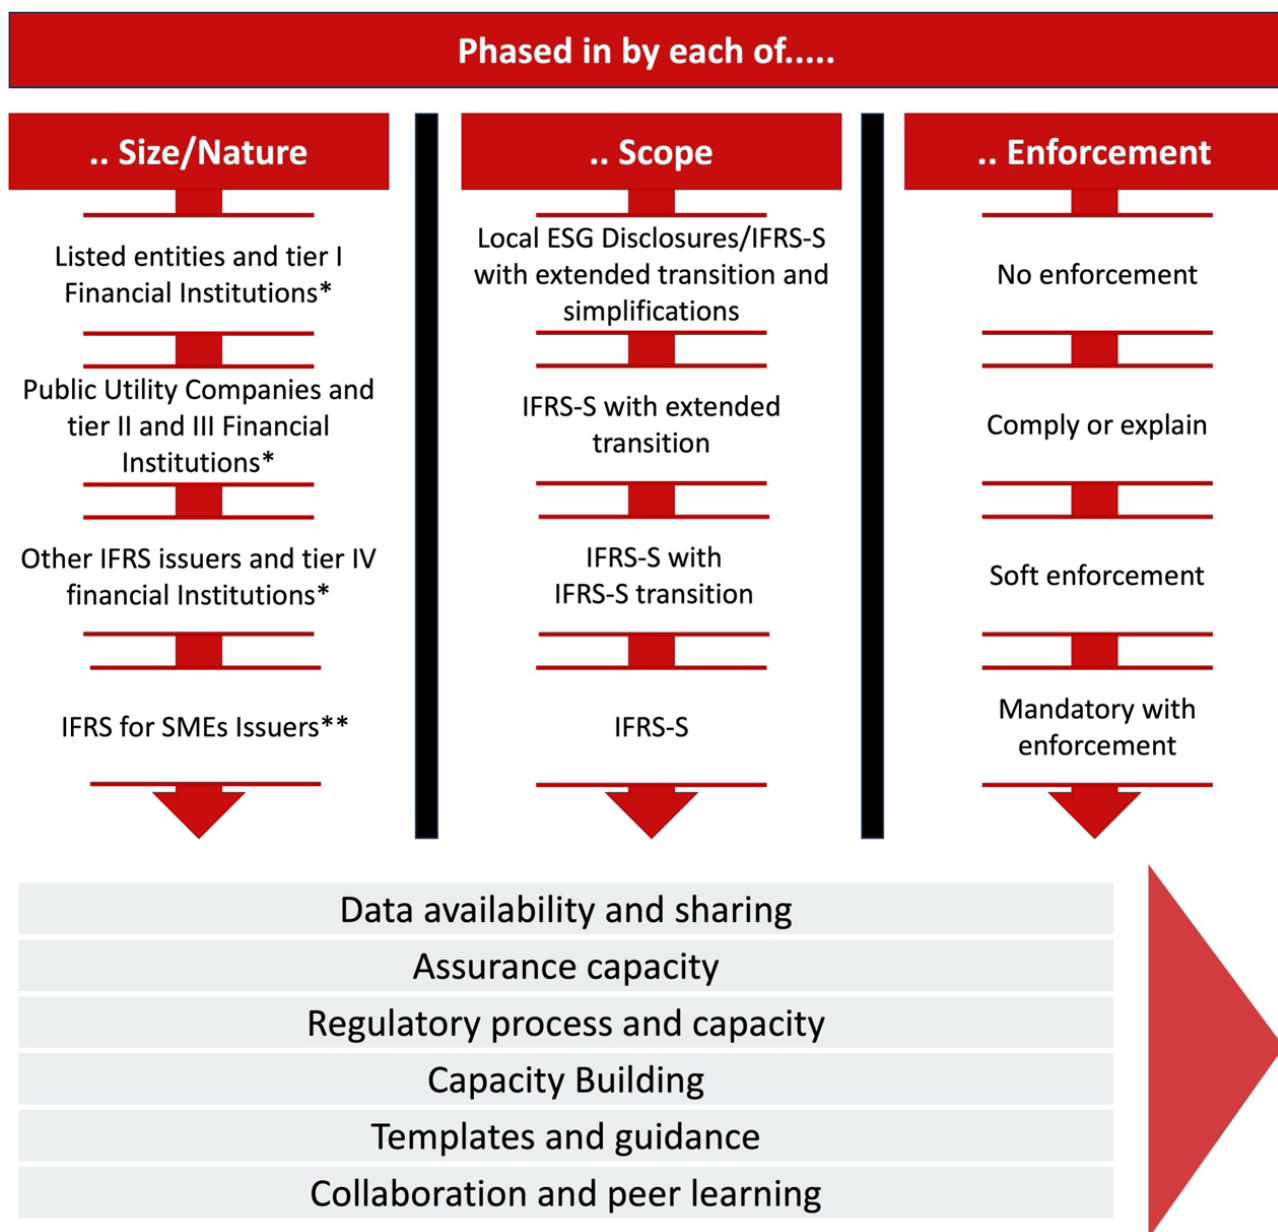 Phased in by each of.....
.. Size/Nature
Listed entities and tier I
Financial Institutions*
Public Utility Companies and
tier II and III Financial
Institutions*
Other IFRS issuers and tier IV
financial Institutions*
IFRS for SMEs Issuers**
.. Scope
Local ESG Disclosures/IFRS-S
with extended transition and
simplifications
IFRS-S with extended
transition
IFRS-S with
IFRS-S transition
IFRS-S
.. Enforcement
No enforcement
Comply or explain
Soft enforcement
Mandatory with
enforcement
Data availability and sharing
Assurance capacity
Regulatory process and capacity
Capacity Building
Templates and guidance
Collaboration and peer learning